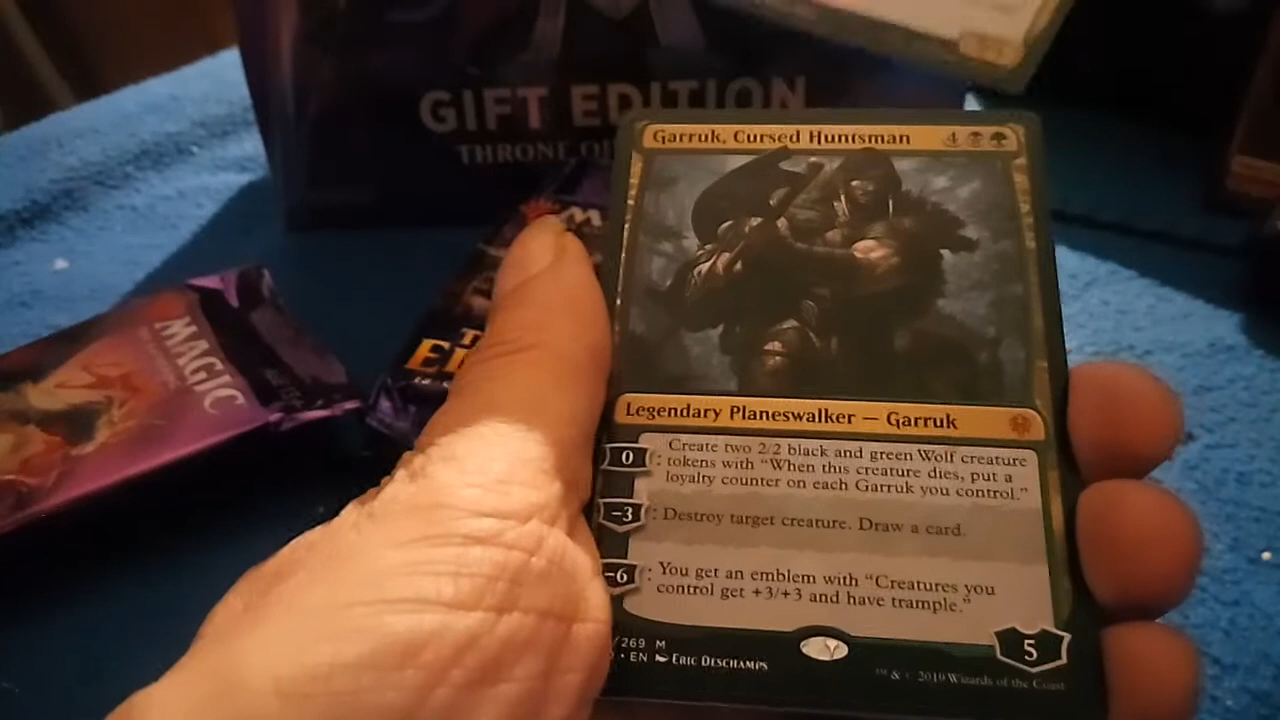 GIFT EDITION
THRONE OF
Garruk, Cursed Huntsman 4
MAGIC
Legendary Planeswalker — Garruk
0 : Create two 2/2 black and green Wolf creature
tokens with “When this creature dies, put a
loyalty counter on each Garruk you control.”
−3 : Destroy target creature. Draw a card.
−6 : You get an emblem with “Creatures you
control get +3/+3 and have trample.”
/269 M
• EN Eric Deschamps
5
™ & © 2019 Wizards of the Coast